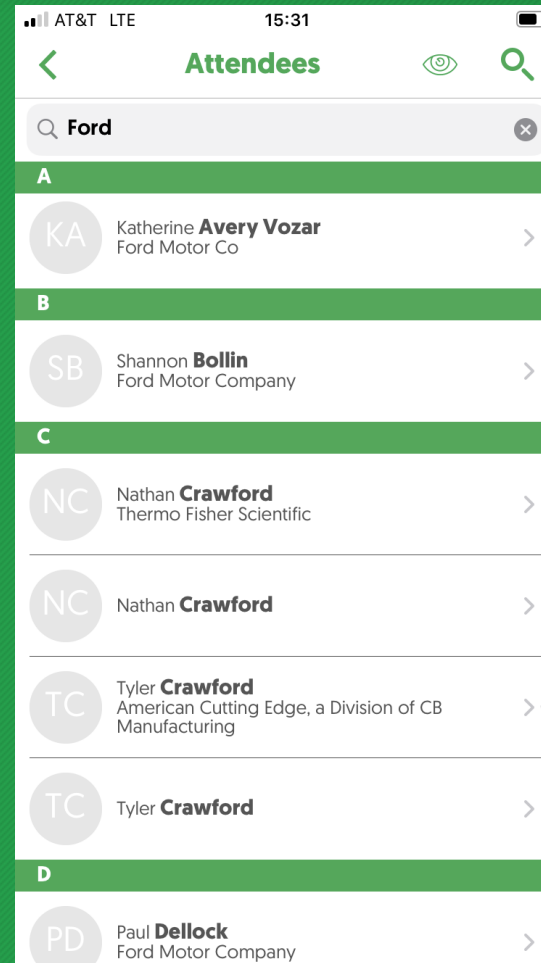 AT&T LTE 15:31
Attendees
Ford
A
KA
Katherine Avery Vozar
Ford Motor Co
B
SB
Shannon Bollin
Ford Motor Company
C
NC
Nathan Crawford
Thermo Fisher Scientific
NC
Nathan Crawford
TC
Tyler Crawford
American Cutting Edge, a Division of CB
Manufacturing
TC
Tyler Crawford
D
PD
Paul Dellock
Ford Motor Company